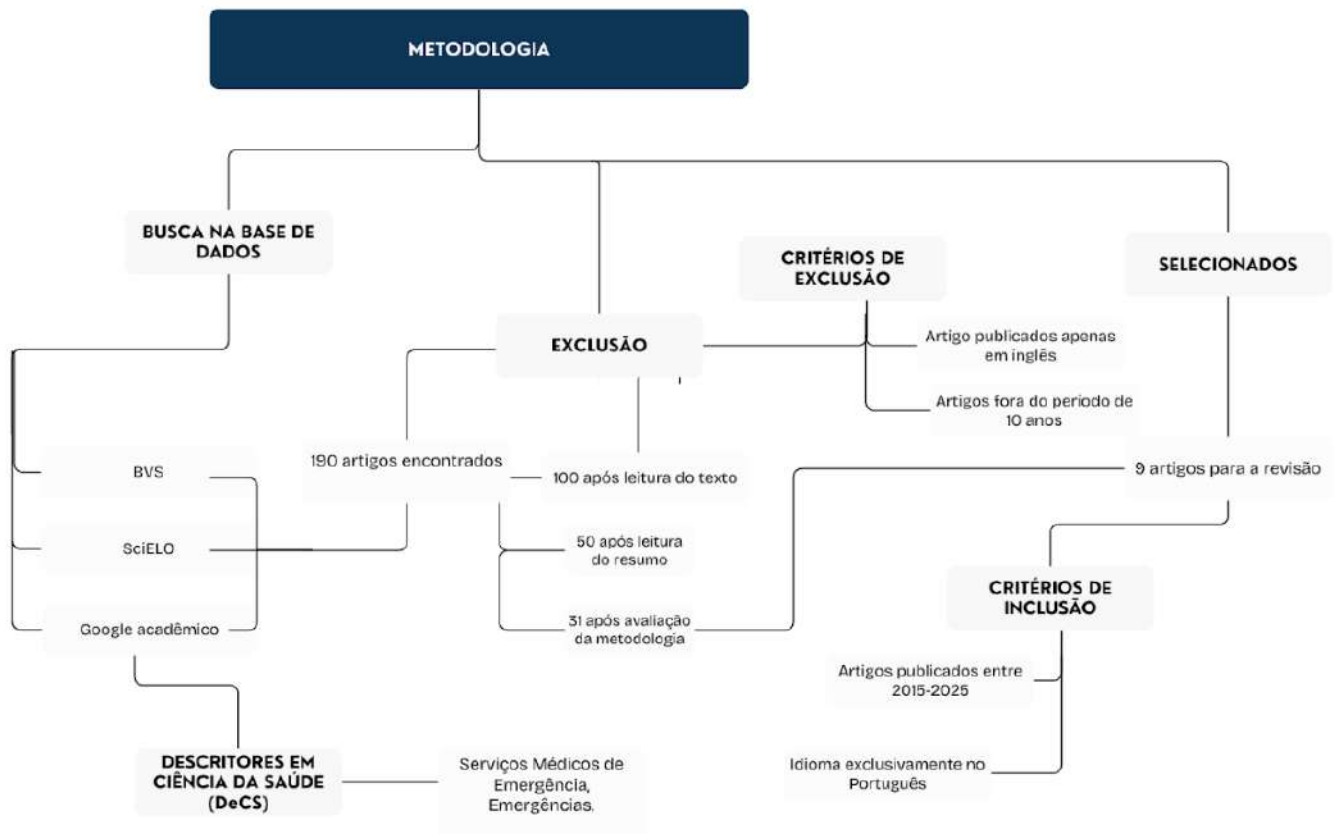 METODOLOGIA
BUSCA NA BASE DE
DADOS
CRITÉRIOS DE
EXCLUSÃO
SELECIONADOS
EXCLUSÃO
Artigo publicados apenas
em inglês
Artigos fora do período de
10 anos
BVS
190 artigos encontrados
100 após leitura do texto
9 artigos para a revisão
SciELO
50 após leitura
do resumo
Google acadêmico
31 após avaliação
da metodologia
CRITÉRIOS DE
INCLUSÃO
Artigos publicados entre
2015-2025
DESCRITORES EM
CIÊNCIA DA SAÚDE
(DeCS)
Serviços Médicos de
Emergência,
Emergências.
Idioma exclusivamente no
Português